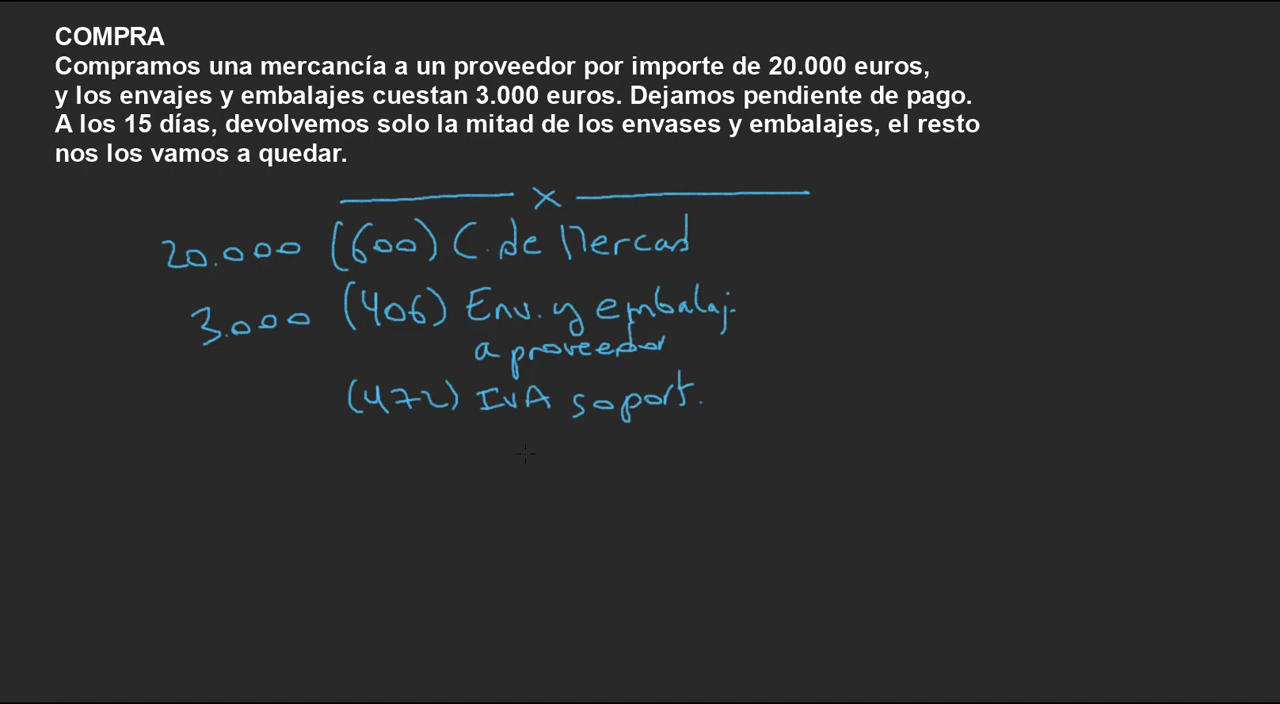 COMPRA
Compramos una mercancía a un proveedor por importe de 20.000 euros,
y los envajes y embalajes cuestan 3.000 euros. Dejamos pendiente de pago.
A los 15 días, devolvemos solo la mitad de los envases y embalajes, el resto
nos los vamos a quedar.
x
20.000 (600) C. de Mercad
3.000 (406) Env. y embalaj.
a proveedor
(472) IVA soport.